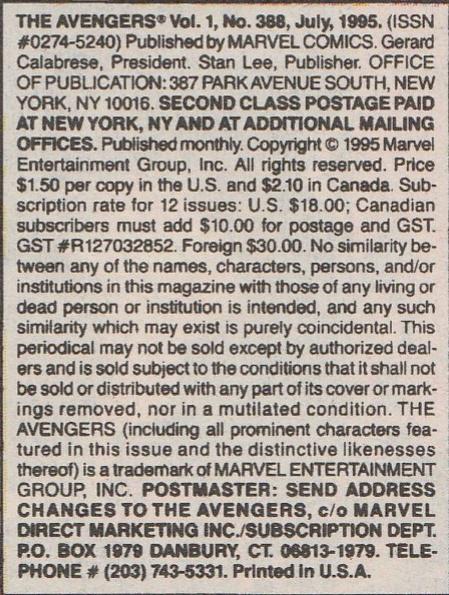 THE AVENGERS® Vol. 1, No. 388, July, 1995. (ISSN
#0274-5240) Published by MARVEL COMICS. Gerard
Calabrese, President. Stan Lee, Publisher. OFFICE
OF PUBLICATION: 387 PARK AVENUE SOUTH, NEW
YORK, NY 10016. SECOND CLASS POSTAGE PAID
AT NEW YORK, NY AND AT ADDITIONAL MAILING
OFFICES. Published monthly. Copyright © 1995 Marvel
Entertainment Group, Inc. All rights reserved. Price
$1.50 per copy in the U.S. and $2.10 in Canada. Sub-
scription rate for 12 issues: U.S. $18.00; Canadian
subscribers must add $10.00 for postage and GST.
GST #R127032852. Foreign $30.00. No similarity be-
tween any of the names, characters, persons, and/or
institutions in this magazine with those of any living or
dead person or institution is intended, and any such
similarity which may exist is purely coincidental. This
periodical may not be sold except by authorized deal-
ers and is sold subject to the conditions that it shall not
be sold or distributed with any part of its cover or mark-
ings removed, nor in a mutilated condition. THE
AVENGERS (including all prominent characters fea-
tured in this issue and the distinctive likenesses
thereof) is a trademark of MARVEL ENTERTAINMENT
GROUP, INC. POSTMASTER: SEND ADDRESS
CHANGES TO THE AVENGERS, c/o MARVEL
DIRECT MARKETING INC./SUBSCRIPTION DEPT.
P.O. BOX 1979 DANBURY, CT. 06813-1979. TELE-
PHONE # (203) 743-5331. Printed in U.S.A.